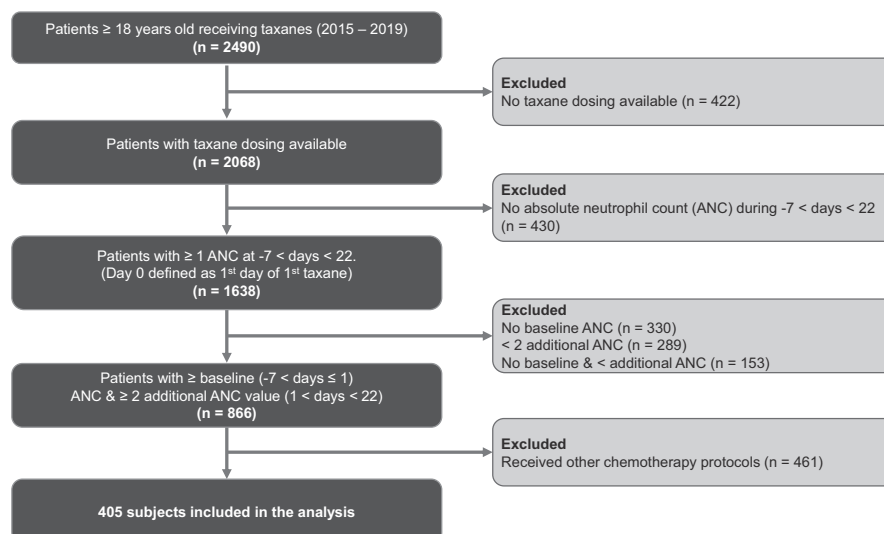 Patients ≥ 18 years old receiving taxanes (2015 – 2019)
(n = 2490)
Excluded
No taxane dosing available (n = 422)
Patients with taxane dosing available
(n = 2068)
Excluded
No absolute neutrophil count (ANC) during -7 < days < 22
(n = 430)
Patients with ≥ 1 ANC at -7 < days < 22.
(Day 0 defined as 1st day of 1st taxane)
(n = 1638)
Excluded
No baseline ANC (n = 330)
< 2 additional ANC (n = 289)
No baseline & < additional ANC (n = 153)
Patients with ≥ baseline (-7 < days ≤ 1)
ANC & ≥ 2 additional ANC value (1 < days < 22)
(n = 866)
Excluded
Received other chemotherapy protocols (n = 461)
405 subjects included in the analysis